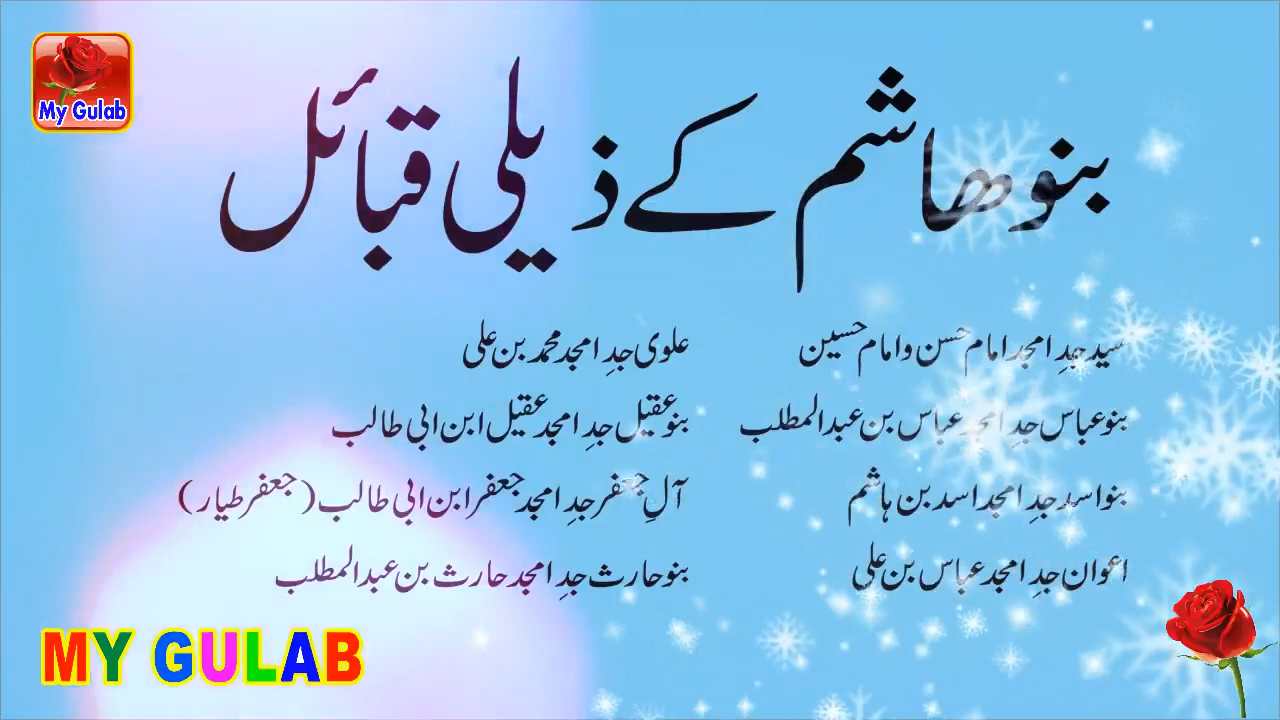 My Gulab
بنوھاشم کے ذیلی قبائل
سید جدِ امجد امام حسن و امام حسین
علوی جدِ امجد محمد بن علی
بنو عباس جدِ امجد عباس بن عبدالمطلب
بنو عقیل جدِ امجد عقیل ابن ابی طالب
بنو اسد جدِ امجد اسد بن ہاشم
آلِ جعفر جدِ امجد جعفر ابن ابی طالب (جعفر طیار)
اعوان جدِ امجد عباس بن علی
بنو حارث جدِ امجد حارث بن عبدالمطلب
MY GULAB